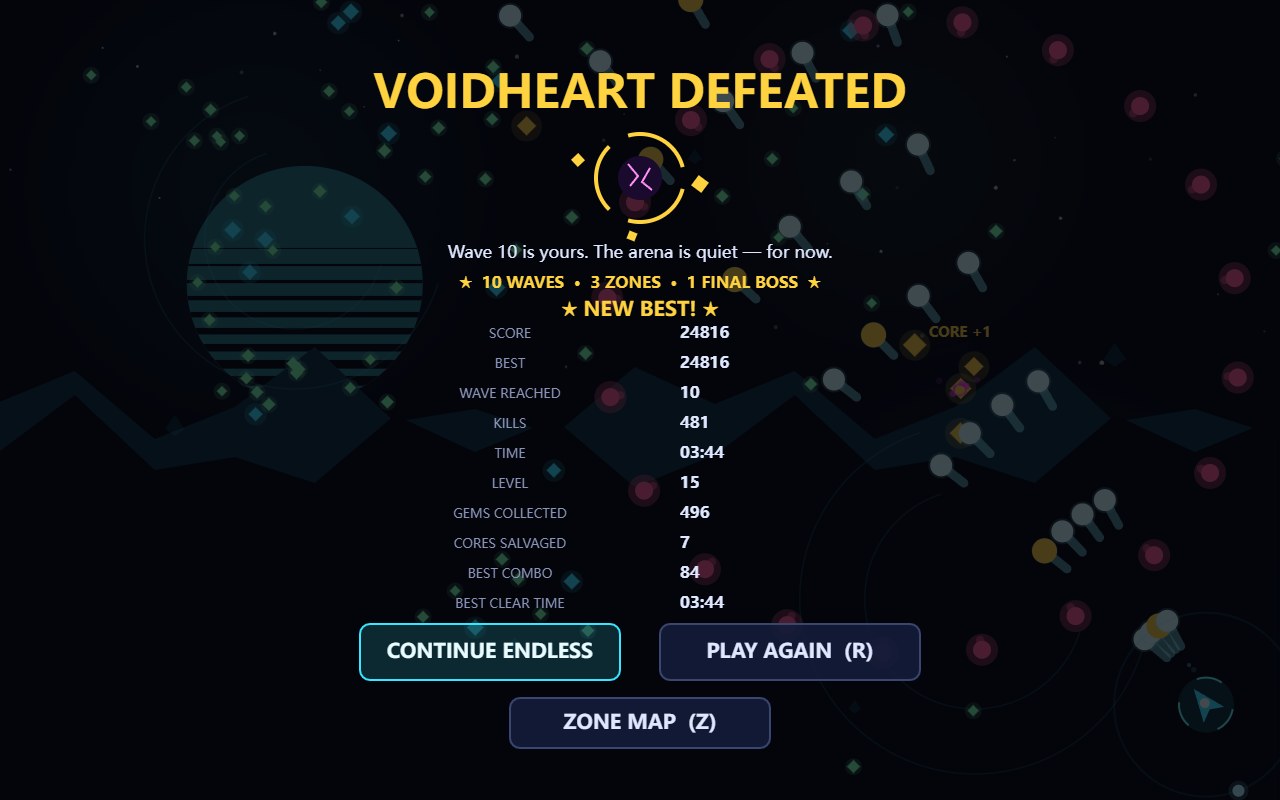 VOIDHEART DEFEATED
Wave 10 is yours. The arena is quiet — for now.
★ 10 WAVES • 3 ZONES • 1 FINAL BOSS ★
★ NEW BEST! ★
SCORE 24816
CORE +1
BEST 24816
WAVE REACHED 10
KILLS 481
TIME 03:44
LEVEL 15
GEMS COLLECTED 496
CORES SALVAGED 7
BEST COMBO 84
BEST CLEAR TIME 03:44
CONTINUE ENDLESS
PLAY AGAIN (R)
ZONE MAP (Z)